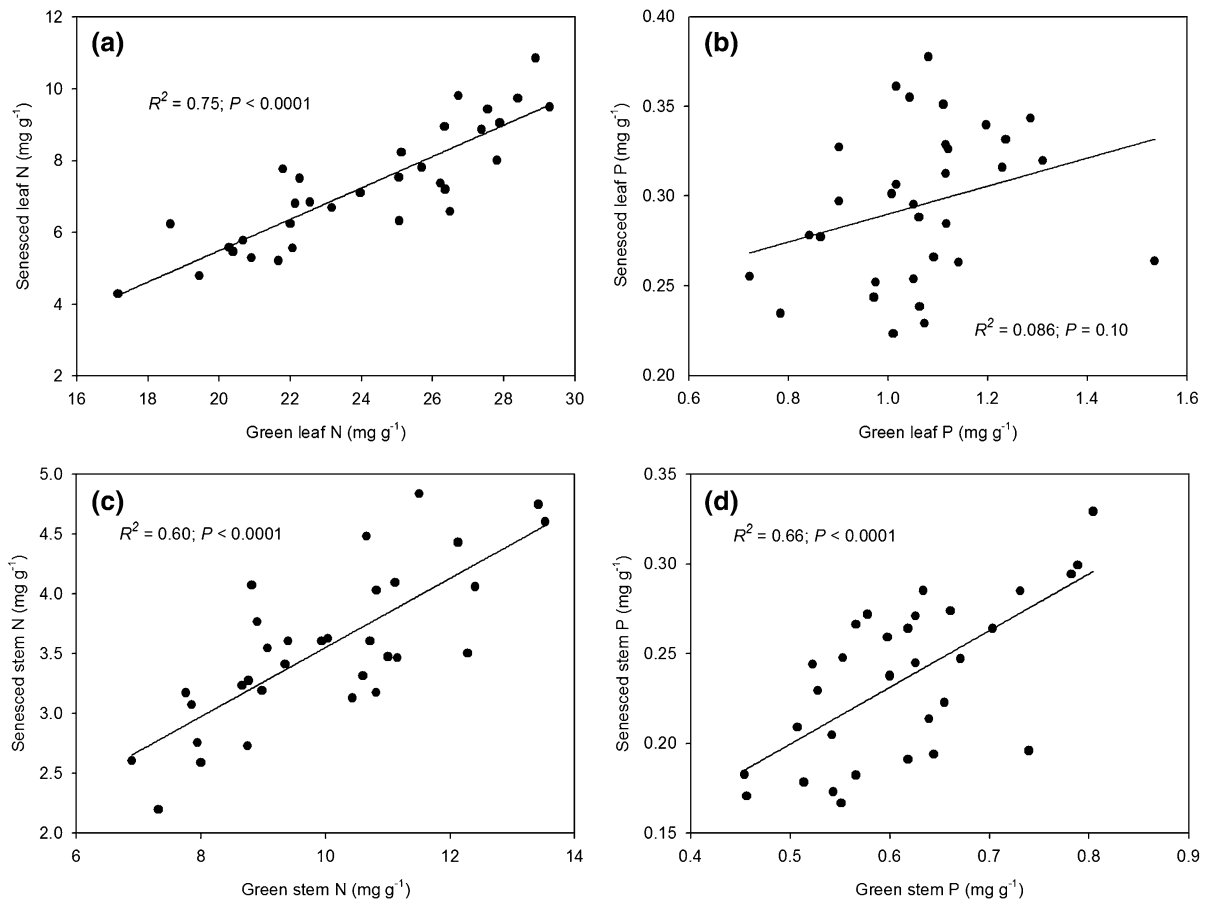 (a)
R² = 0.75; P < 0.0001
12
10
8
6
4
2
16 18 20 22 24 26 28 30
Senesced leaf N (mg g⁻¹)
Green leaf N (mg g⁻¹)
(b)
R² = 0.086; P = 0.10
0.40
0.35
0.30
0.25
0.20
0.6 0.8 1.0 1.2 1.4 1.6
Senesced leaf P (mg g⁻¹)
Green leaf P (mg g⁻¹)
(c)
R² = 0.60; P < 0.0001
5.0
4.5
4.0
3.5
3.0
2.5
2.0
6 8 10 12 14
Senesced stem N (mg g⁻¹)
Green stem N (mg g⁻¹)
(d)
R² = 0.66; P < 0.0001
0.35
0.30
0.25
0.20
0.15
0.4 0.5 0.6 0.7 0.8 0.9
Senesced stem P (mg g⁻¹)
Green stem P (mg g⁻¹)